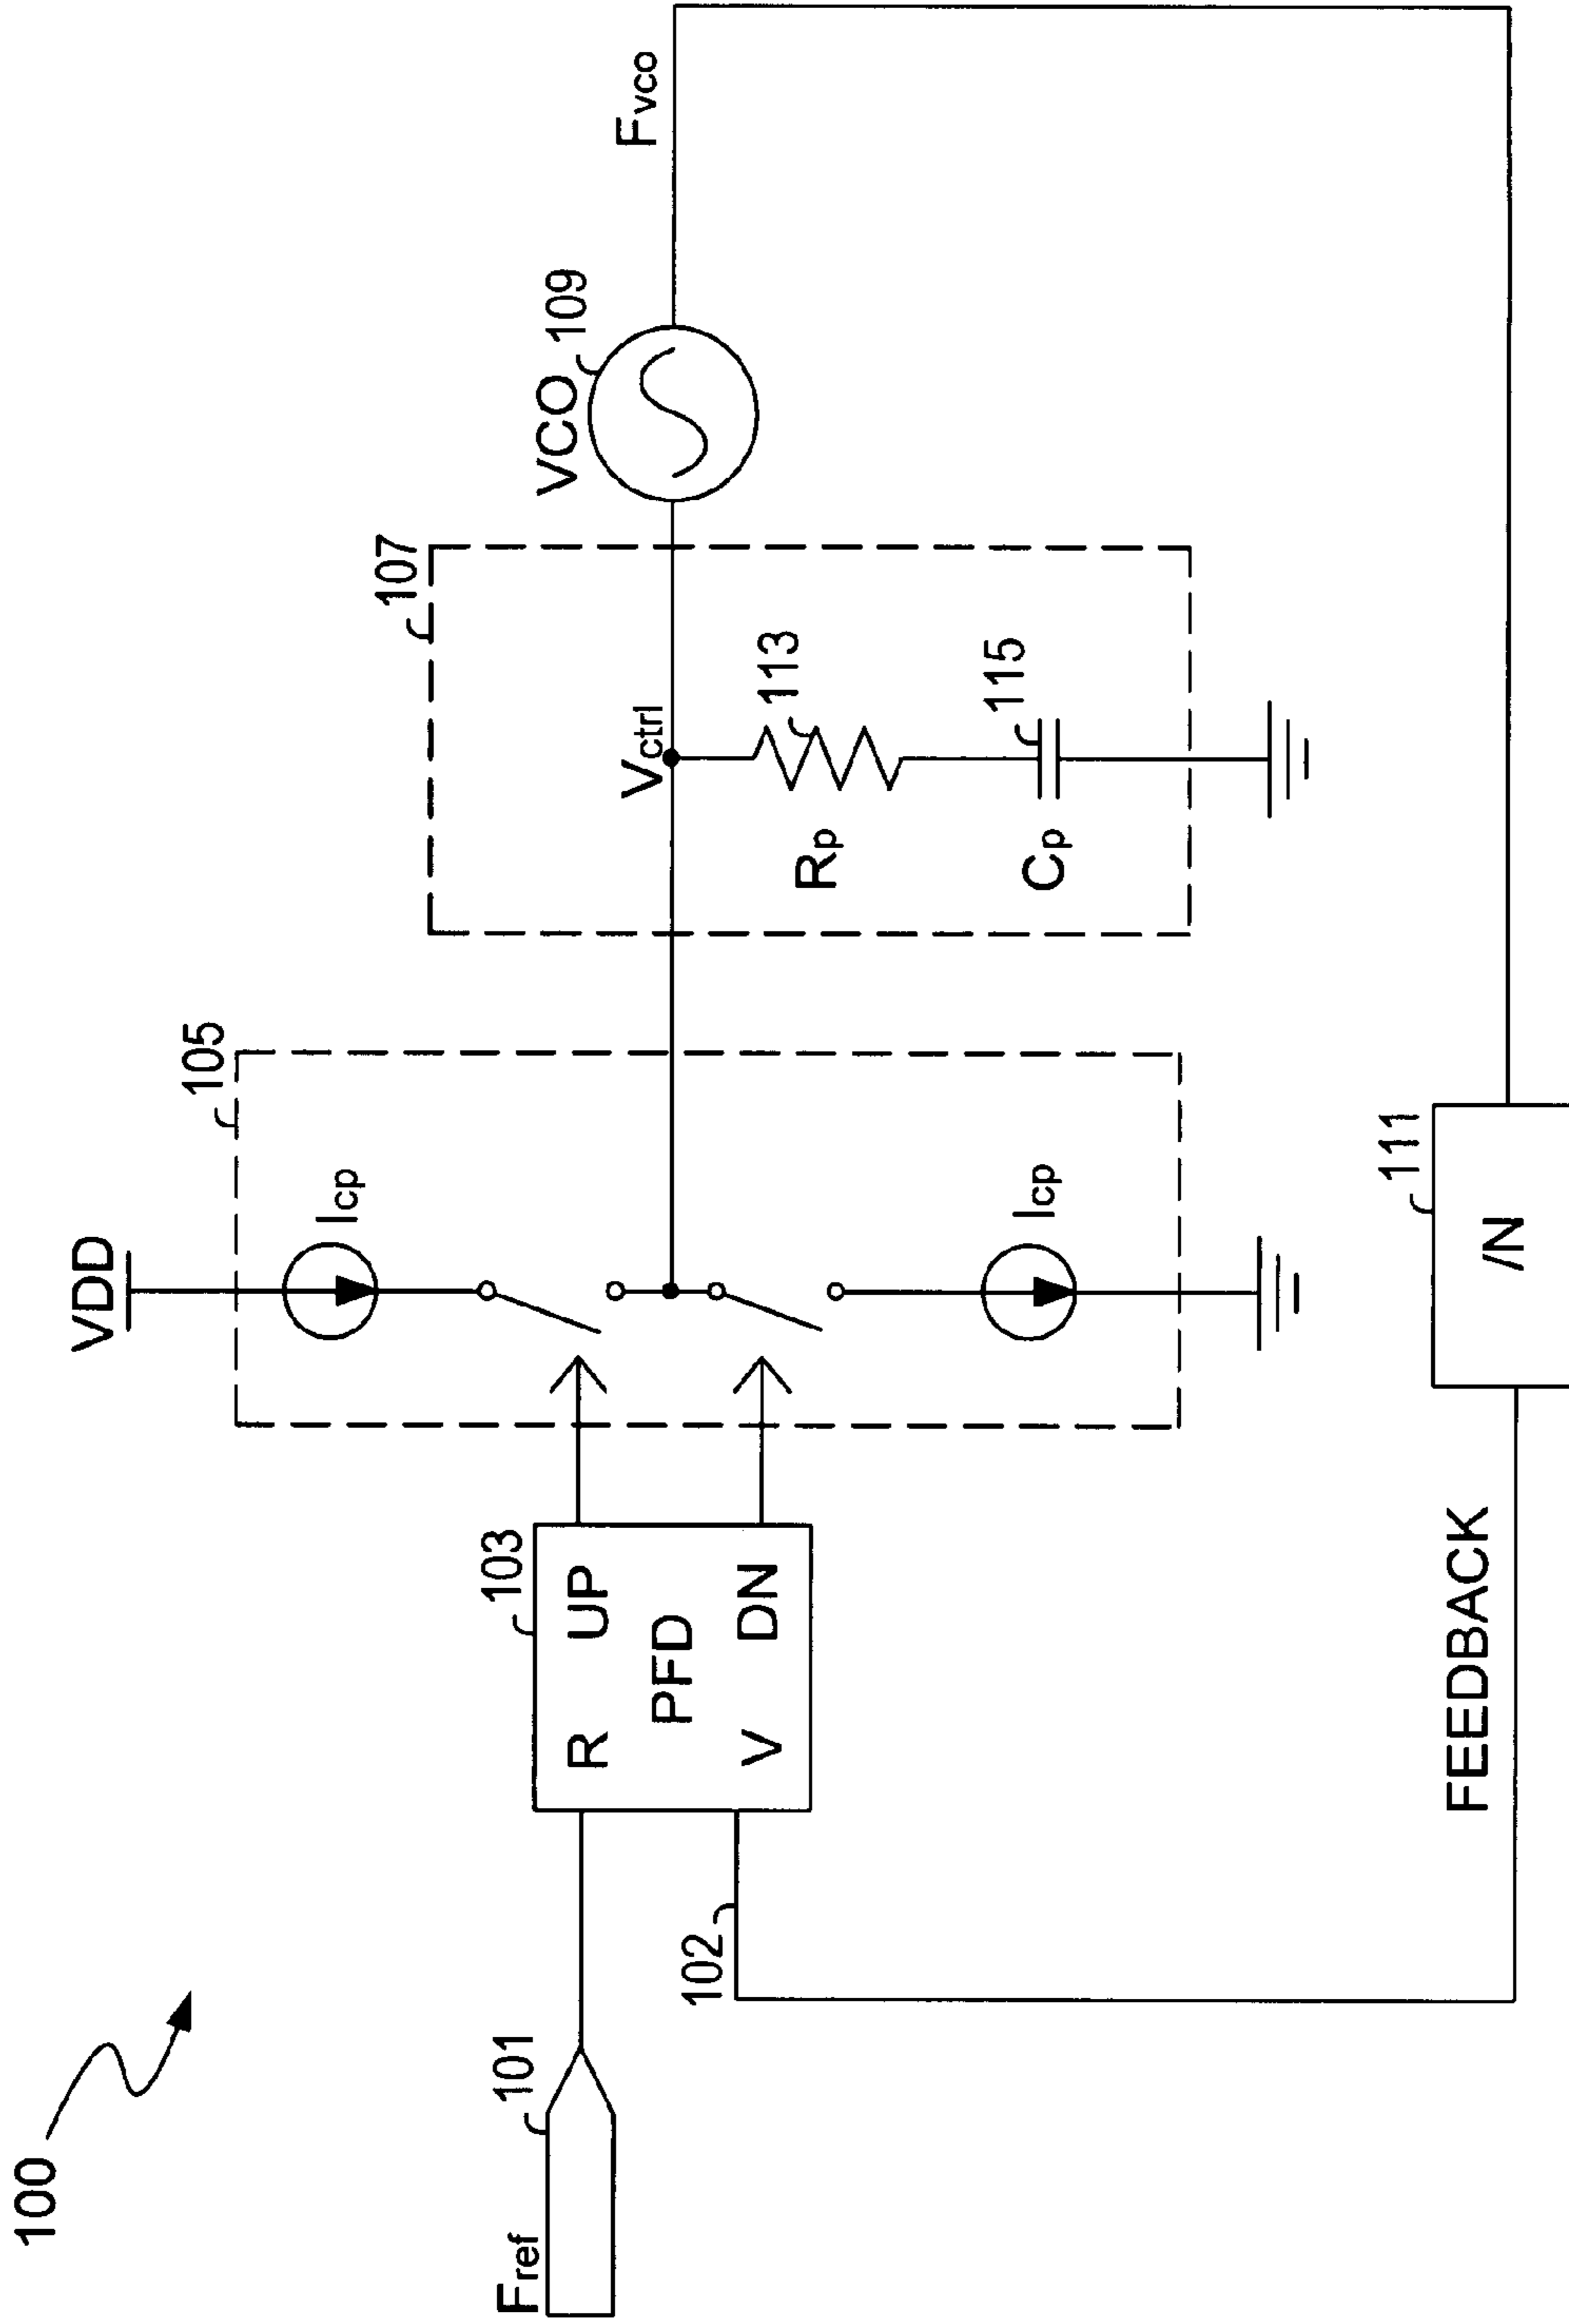 100
Fref
101
102
103
R
UP
PFD
V
DN
VDD
105
Icp
Icp
107
Vctrl
Rp
113
Cp
115
VCO
109
Fvco
111
/N
FEEDBACK